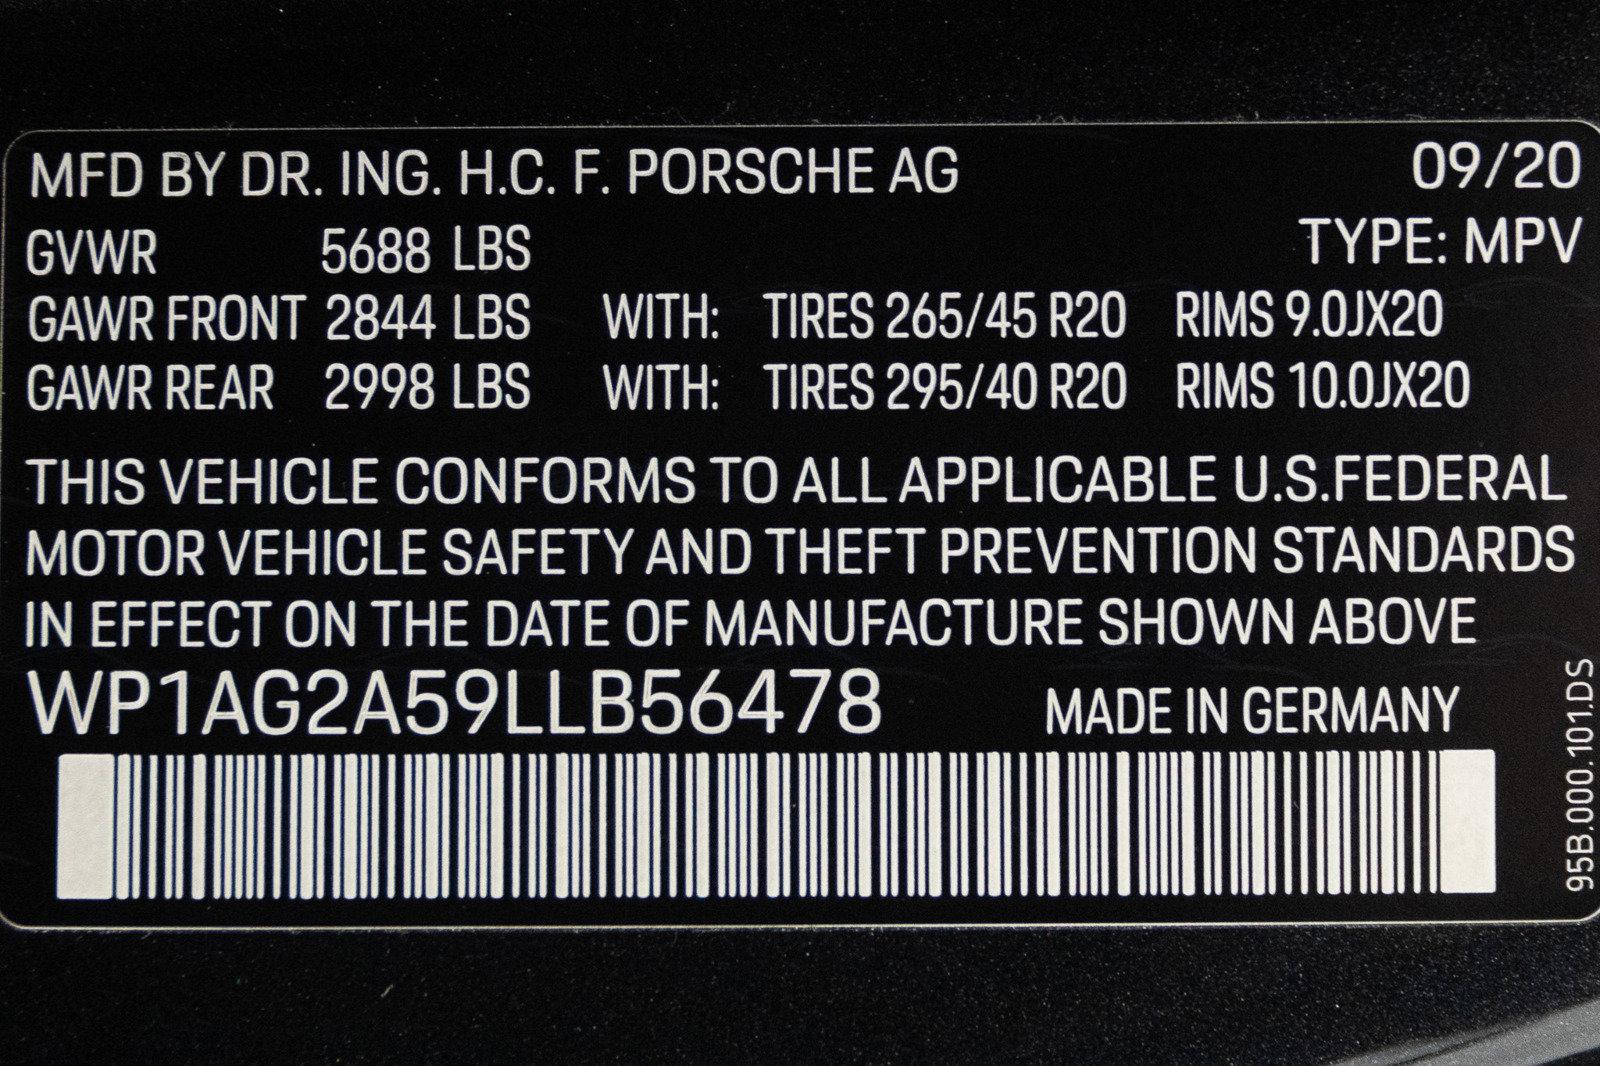 MFD BY DR. ING. H.C. F. PORSCHE AG 09/20
GVWR 5688 LBS TYPE: MPV
GAWR FRONT 2844 LBS WITH: TIRES 265/45 R20 RIMS 9.0JX20
GAWR REAR 2998 LBS WITH: TIRES 295/40 R20 RIMS 10.0JX20
THIS VEHICLE CONFORMS TO ALL APPLICABLE U.S.FEDERAL
MOTOR VEHICLE SAFETY AND THEFT PREVENTION STANDARDS
IN EFFECT ON THE DATE OF MANUFACTURE SHOWN ABOVE
WP1AG2A59LLB56478 MADE IN GERMANY
95B.000.101.DS